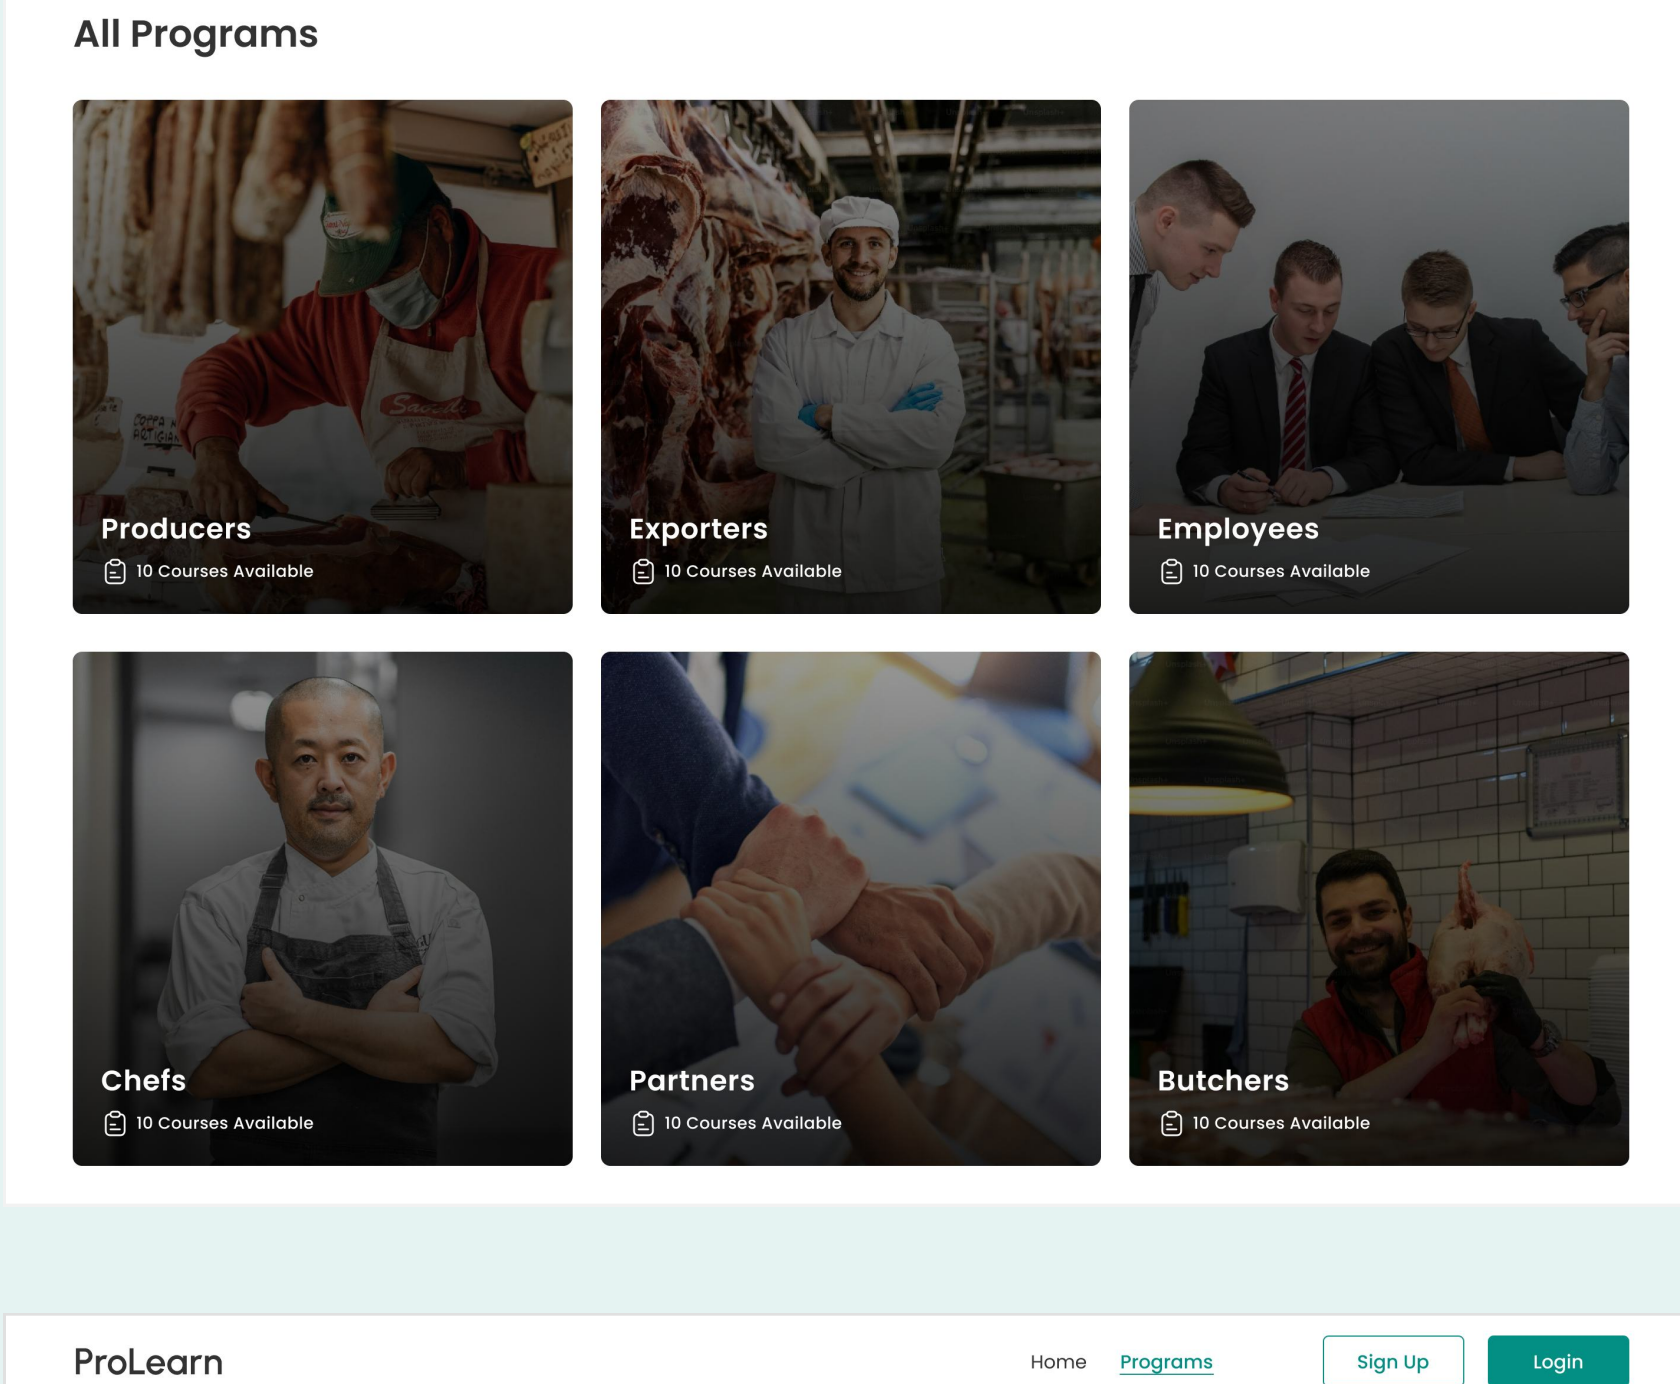 All Programs
Producers
10 Courses Available
Exporters
10 Courses Available
Employees
10 Courses Available
Chefs
10 Courses Available
Partners
10 Courses Available
Butchers
10 Courses Available
ProLearn
Home
Programs
Sign Up
Login